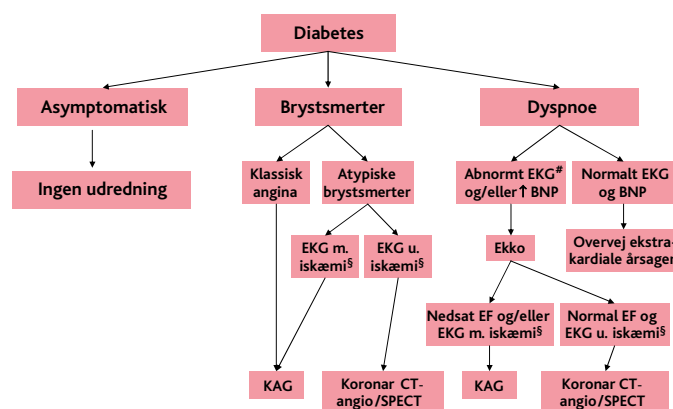 Diabetes
Asymptomatisk
Brystsmerter
Dyspnoe
Ingen udredning
Klassisk
angina
Atypiske
brystsmerter
Abnormt EKG#
og/eller↑ BNP
Normalt EKG
og BNP
EKG m.
iskæmi§
EKG u.
iskæmi§
Ekko
Overvej ekstra-
kardiale årsager
Nedsat EF og/eller
EKG m. iskæmi§
Normal EF og
EKG u. iskæmi§
KAG
Koronar CT-
angio/SPECT
KAG
Koronar CT-
angio/SPECT